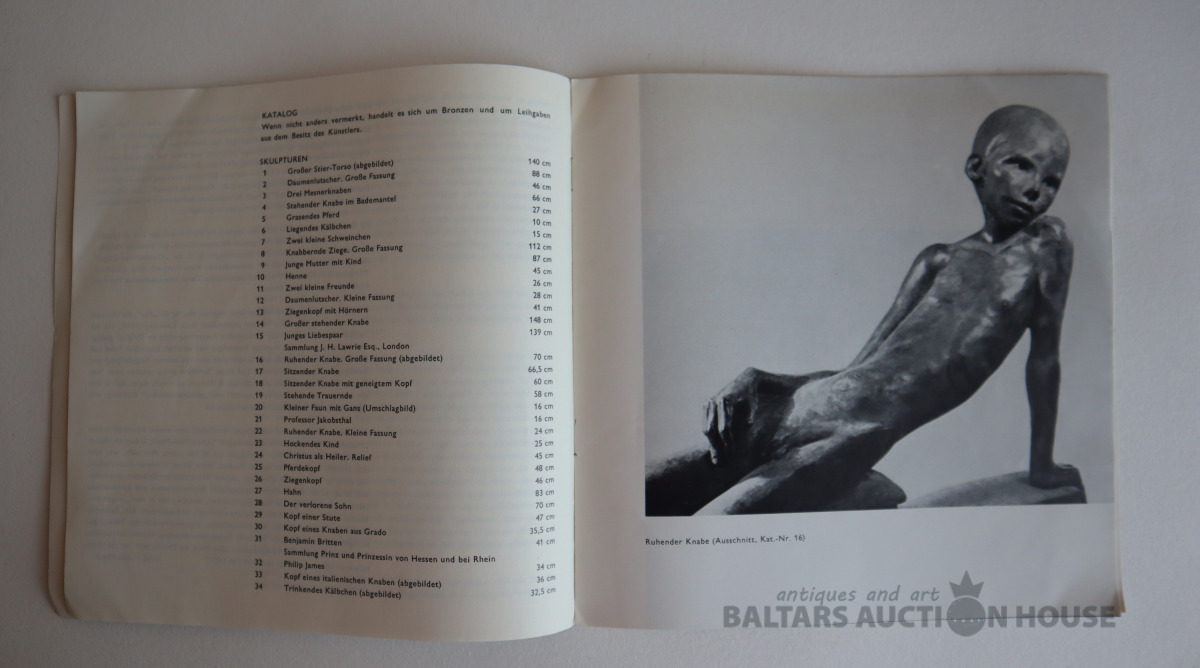 KATALOG
Wenn nicht anders vermerkt, handelt es sich um Bronzen und um Leihgaben
aus dem Besitz des Künstlers.
SKULPTUREN
1 Großer Stier-Torso (abgebildet) 140 cm
2 Daumenlutscher. Große Fassung 88 cm
3 Drei Mesnerknaben 46 cm
4 Stehender Knabe im Bademantel 66 cm
5 Grasendes Pferd 27 cm
6 Liegendes Kälbchen 10 cm
7 Zwei kleine Schweinchen 15 cm
8 Knabbernde Ziege. Große Fassung 112 cm
9 Junge Mutter mit Kind 87 cm
10 Henne 45 cm
11 Zwei kleine Freunde 26 cm
12 Daumenlutscher. Kleine Fassung 28 cm
13 Ziegenkopf mit Hörnern 41 cm
14 Großer stehender Knabe 148 cm
15 Junges Liebespaar 139 cm
Sammlung J. H. Lawrie Esq., London
16 Ruhender Knabe. Große Fassung (abgebildet) 70 cm
17 Sitzender Knabe 66,5 cm
18 Sitzender Knabe mit geneigtem Kopf 60 cm
19 Stehende Trauernde 58 cm
20 Kleiner Faun mit Gans (Umschlagbild) 16 cm
21 Professor Jakobsthal 16 cm
22 Ruhender Knabe. Kleine Fassung 24 cm
23 Hockendes Kind 25 cm
24 Christus als Heiler. Relief 45 cm
25 Pferdekopf 48 cm
26 Ziegenkopf 46 cm
27 Hahn 83 cm
28 Der verlorene Sohn 70 cm
29 Kopf einer Stute 47 cm
30 Kopf eines Knaben aus Grado 35,5 cm
31 Benjamin Britten 41 cm
Sammlung Prinz und Prinzessin von Hessen und bei Rhein
32 Philip James 34 cm
33 Kopf eines italienischen Knaben (abgebildet) 36 cm
34 Trinkendes Kälbchen (abgebildet) 32,5 cm
Ruhender Knabe (Ausschnitt, Kat.-Nr. 16)
antiques and art
BALTARS AUCTION HOUSE